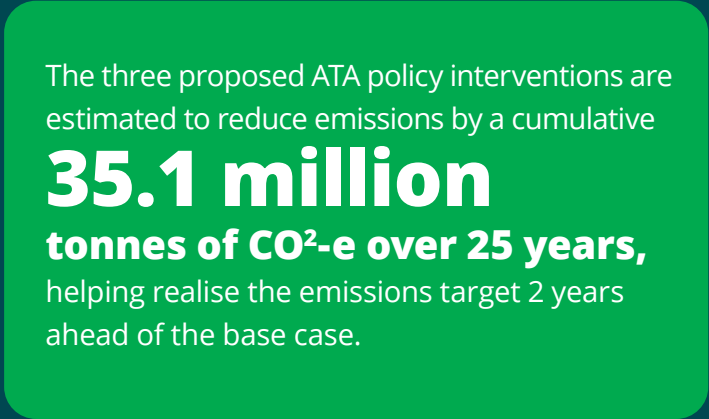 The three proposed ATA policy interventions are
estimated to reduce emissions by a cumulative
35.1 million
tonnes of CO²-e over 25 years,
helping realise the emissions target 2 years
ahead of the base case.